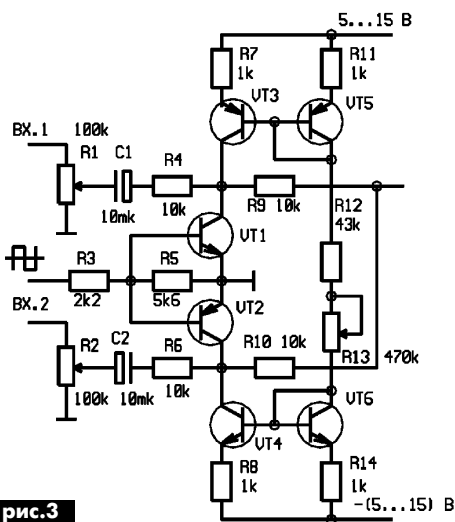 5...15 В
R7
1k
R11
1k
VT3
VT5
ВХ.1
100k
R1
C1
R4
10mk
10k
R9 10k
R12
43k
VT1
R3
R5
2k2
5k6
VT2
ВХ.2
R2
C2
R6
R10 10k
R13
470k
100k
10mk
10k
VT6
VT4
R8
1k
R14
1k
-(5...15) В
рис.3